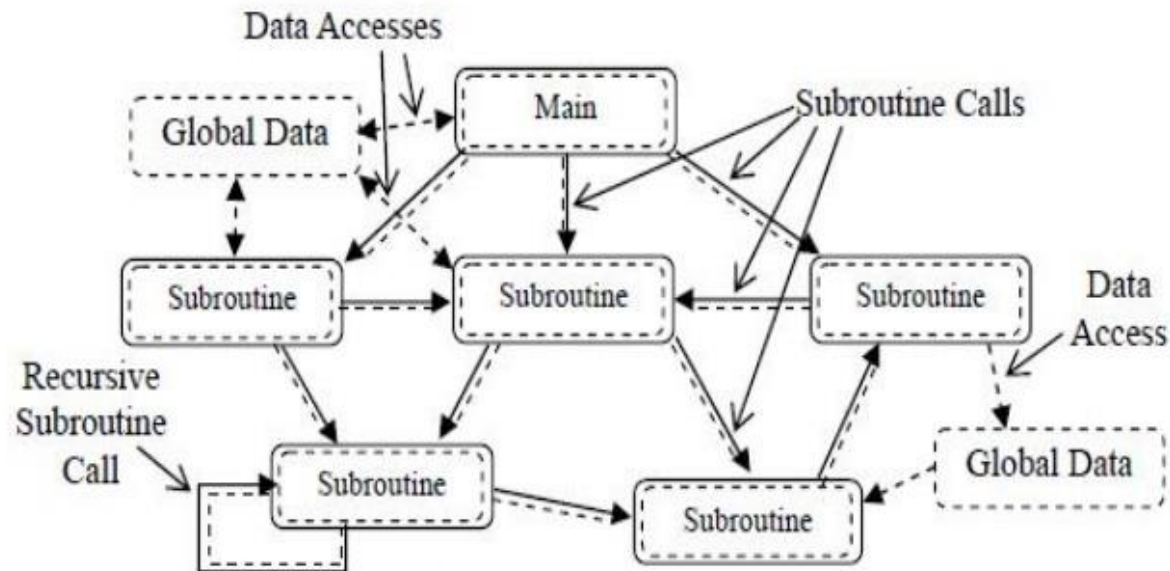 Data Accesses
Main
Subroutine Calls
Global Data
Subroutine
Subroutine
Subroutine
Data
Access
Recursive
Subroutine
Call
Subroutine
Global Data
Subroutine